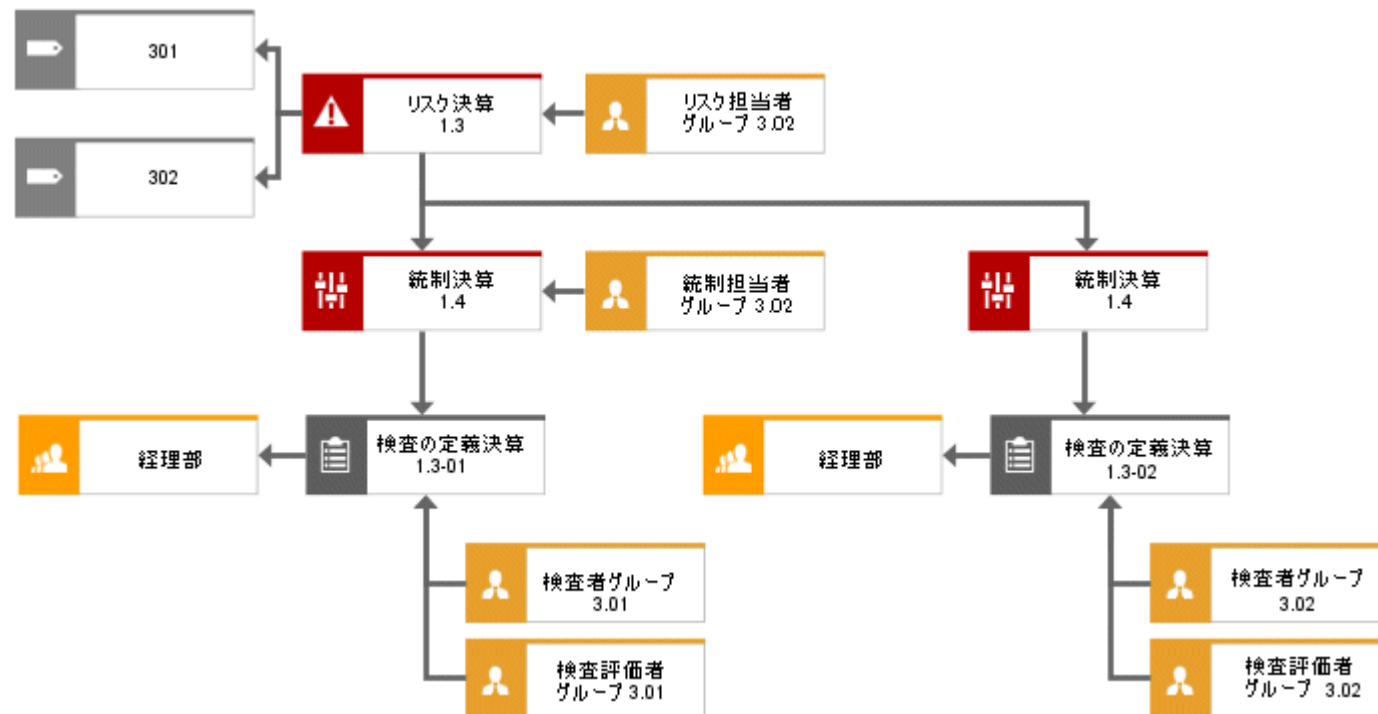 301
リスク決算
1.3
リスク担当者
グループ 3.02
302
統制決算
1.4
統制担当者
グループ 3.02
統制決算
1.4
経理部
検査の定義決算
1.3-01
経理部
検査の定義決算
1.3-02
検査者グループ
3.01
検査者グループ
3.02
検査評価者
グループ 3.01
検査評価者
グループ 3.02